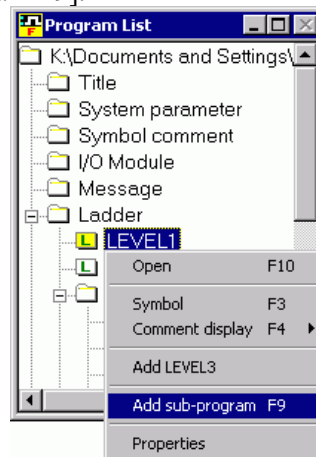 Program List
K:\Documents and Settings\
Title
System parameter
Symbol comment
I/O Module
Message
Ladder
LEVEL1
Open F10
Symbol F3
Comment display F4
Add LEVEL3
Add sub-program F9
Properties